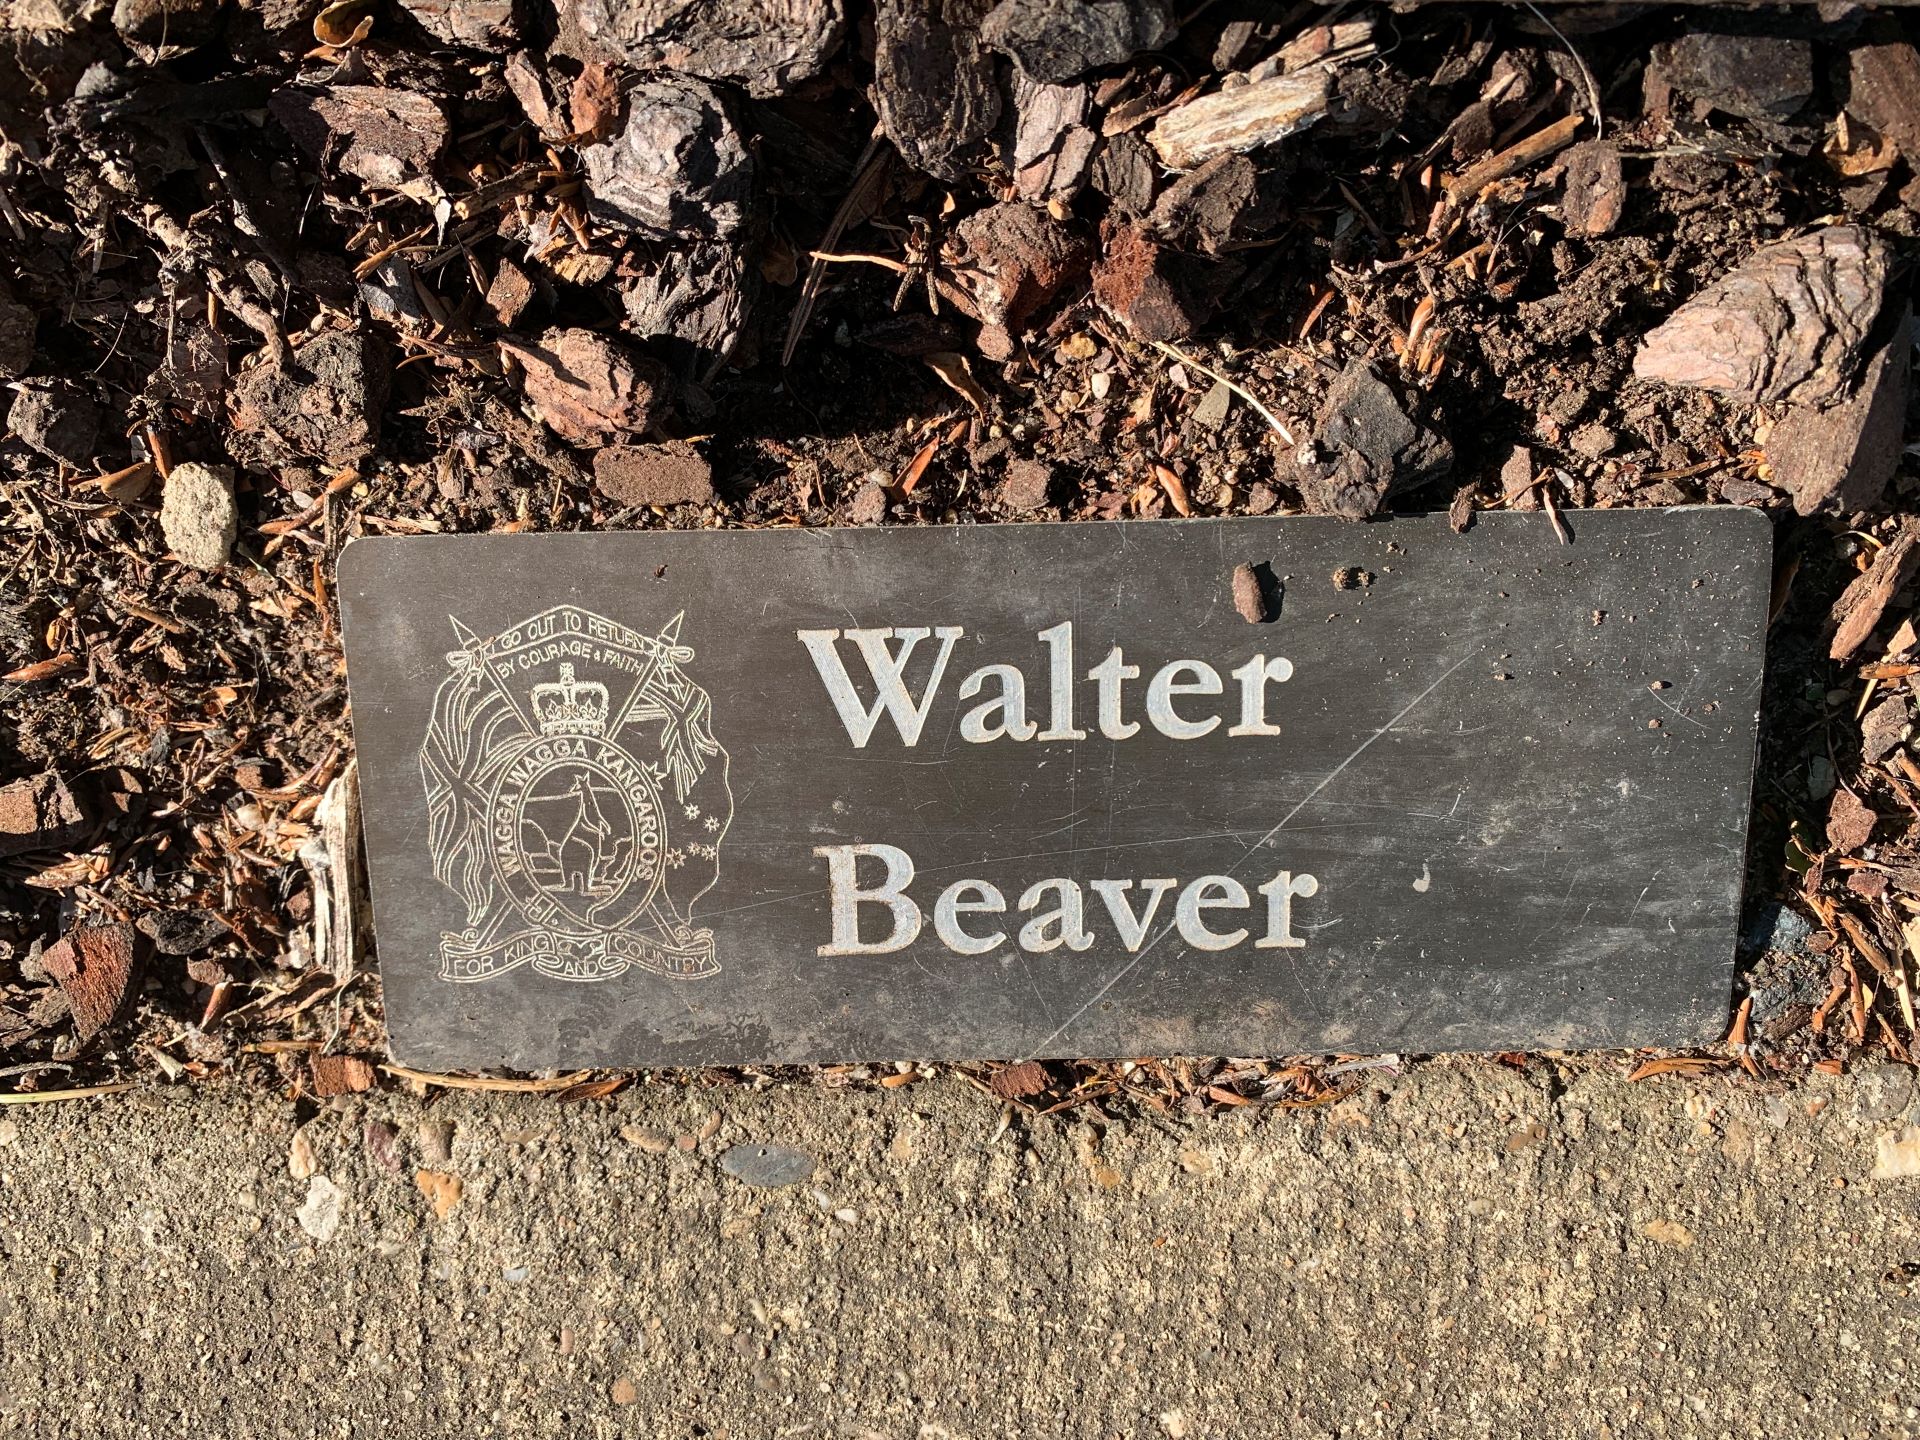 GO OUT TO RETURN
BY COURAGE & FAITH
WAGGA WAGGA KANGAROOS
FOR KING AND COUNTRY
Walter
Beaver